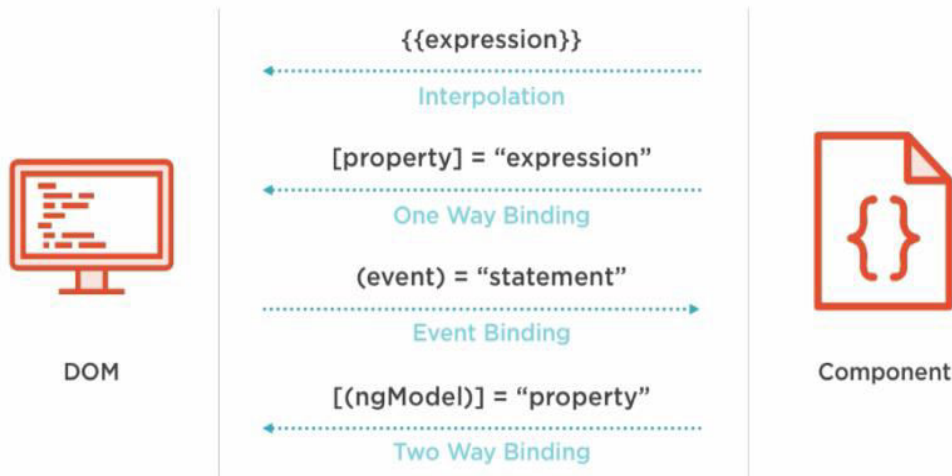 {{expression}}
Interpolation
[property] = “expression”
One Way Binding
(event) = “statement”
Event Binding
DOM
Component
[(ngModel)] = “property”
Two Way Binding